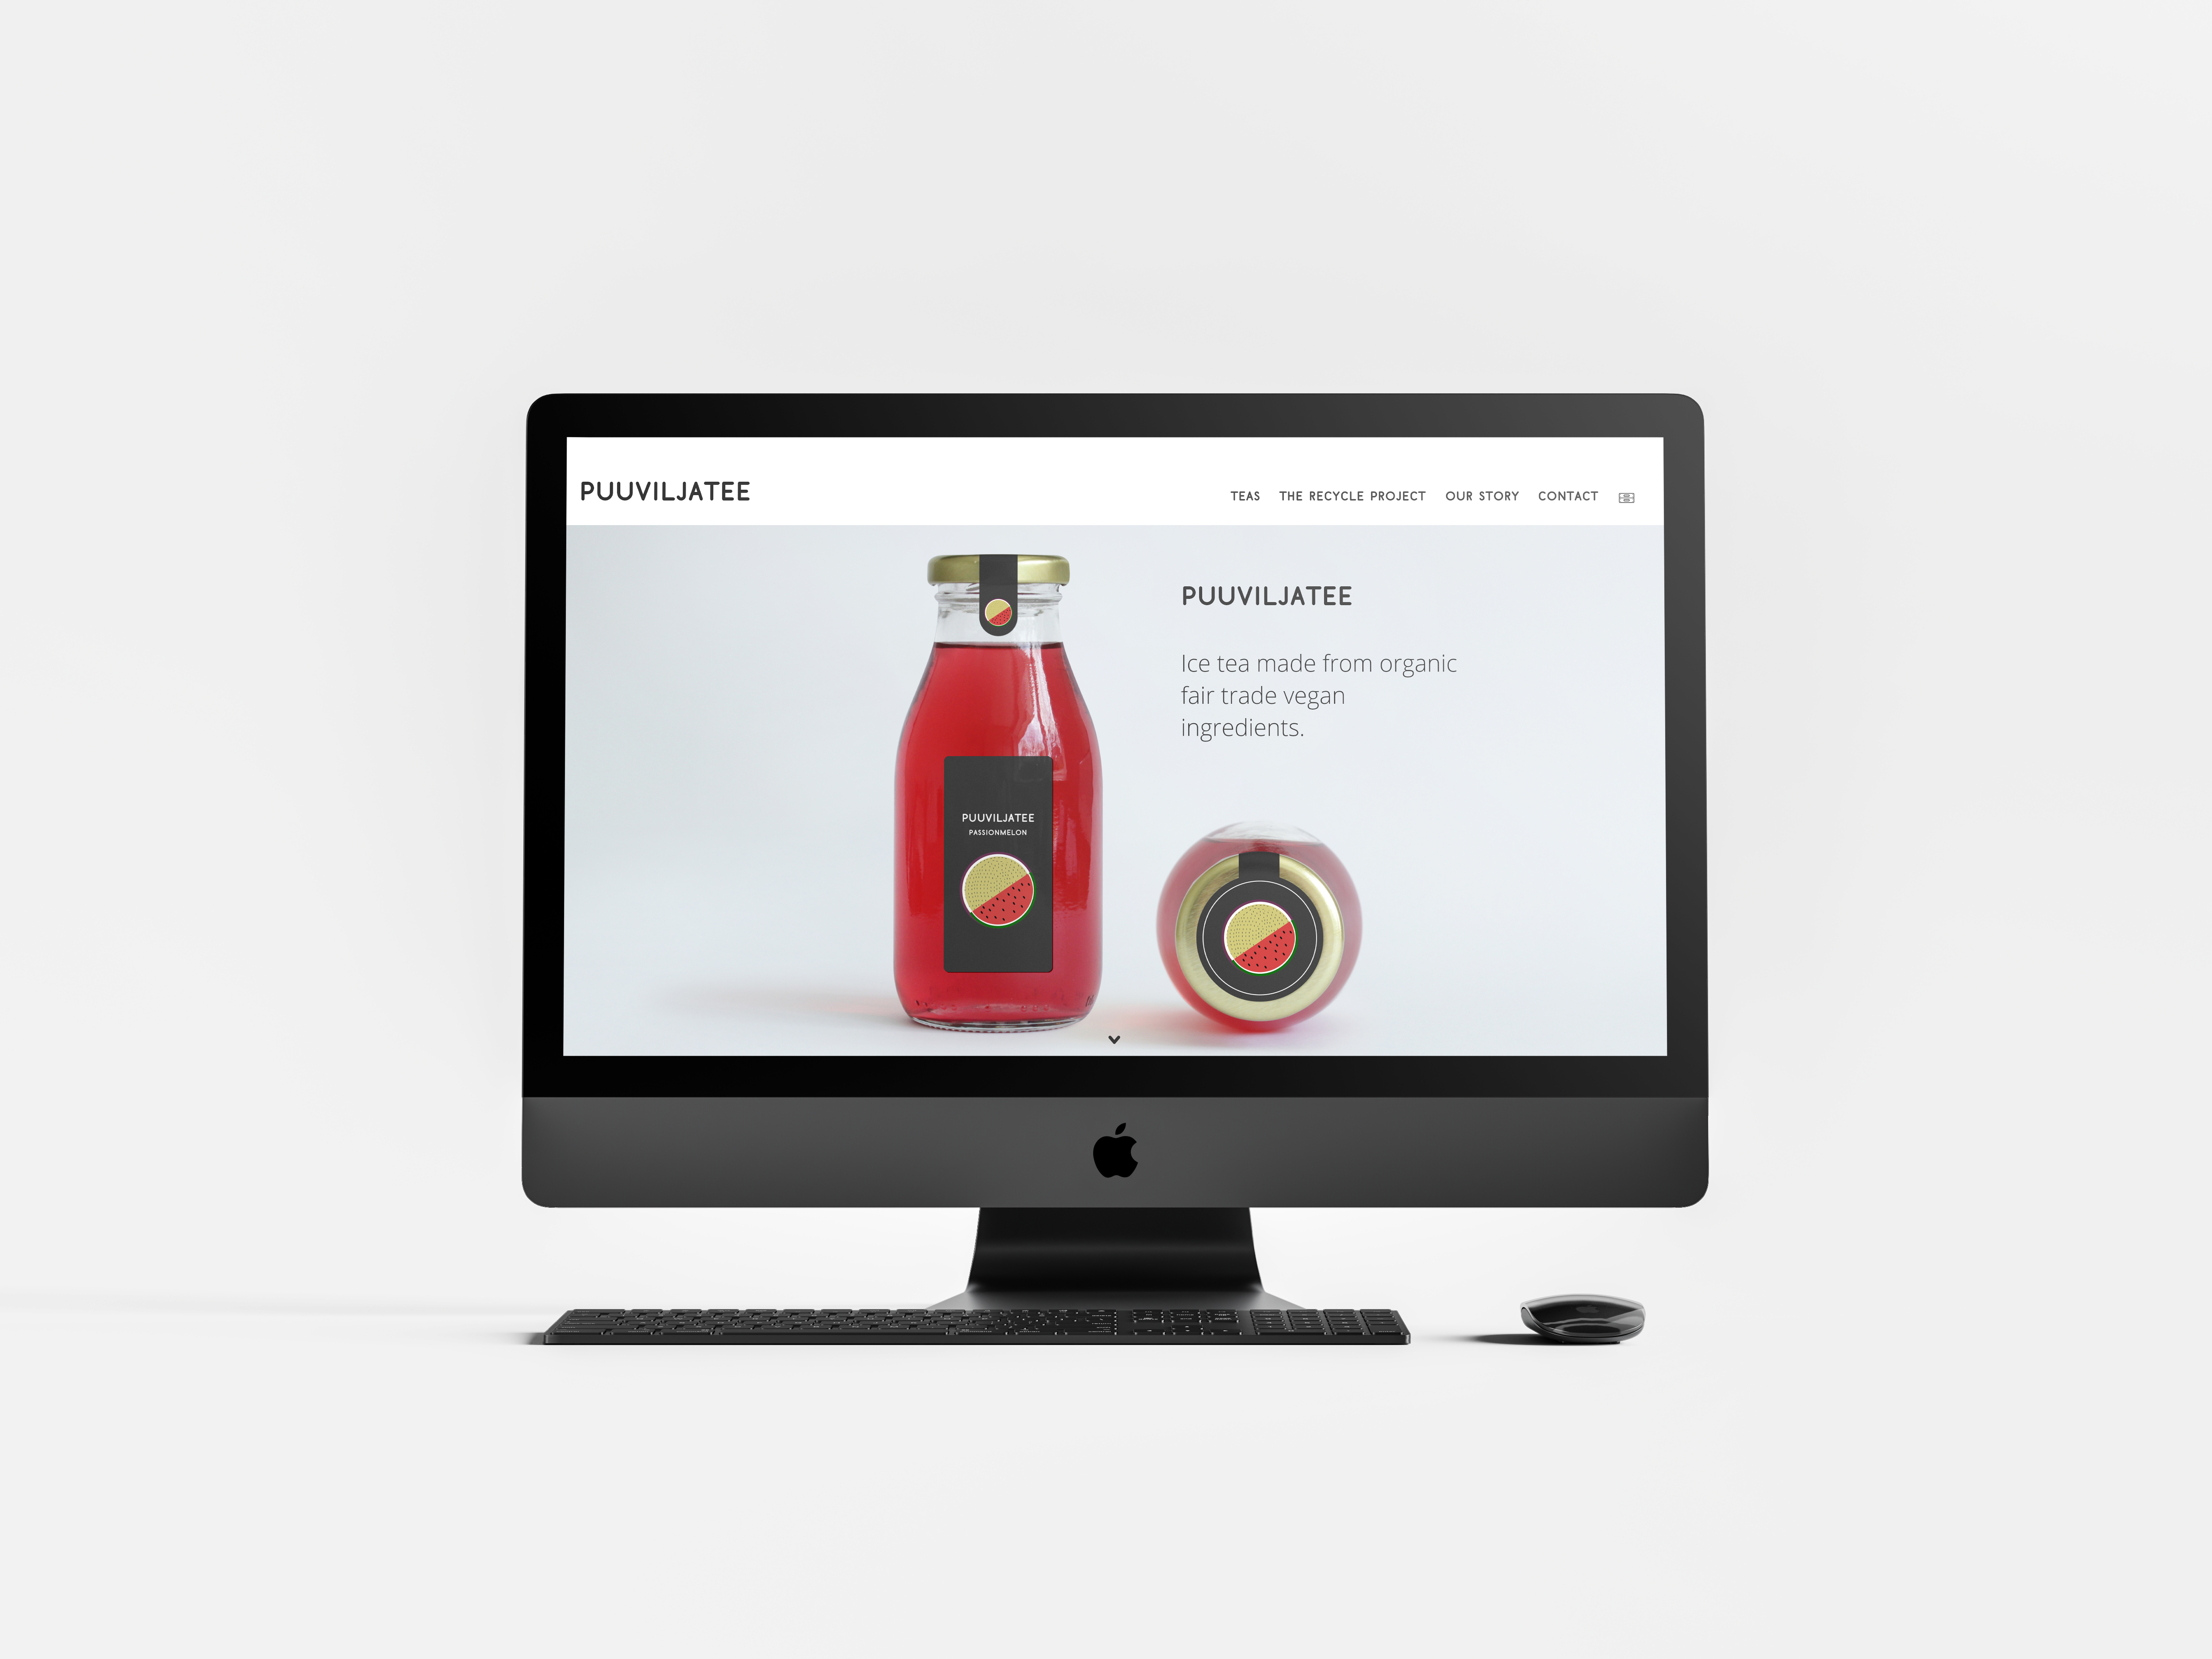 PUUVILJATEE
TEAS THE RECYCLE PROJECT OUR STORY CONTACT
PUUVILJATEE
Ice tea made from organic
fair trade vegan
ingredients.
PUUVILJATEE
PASSIONMELON